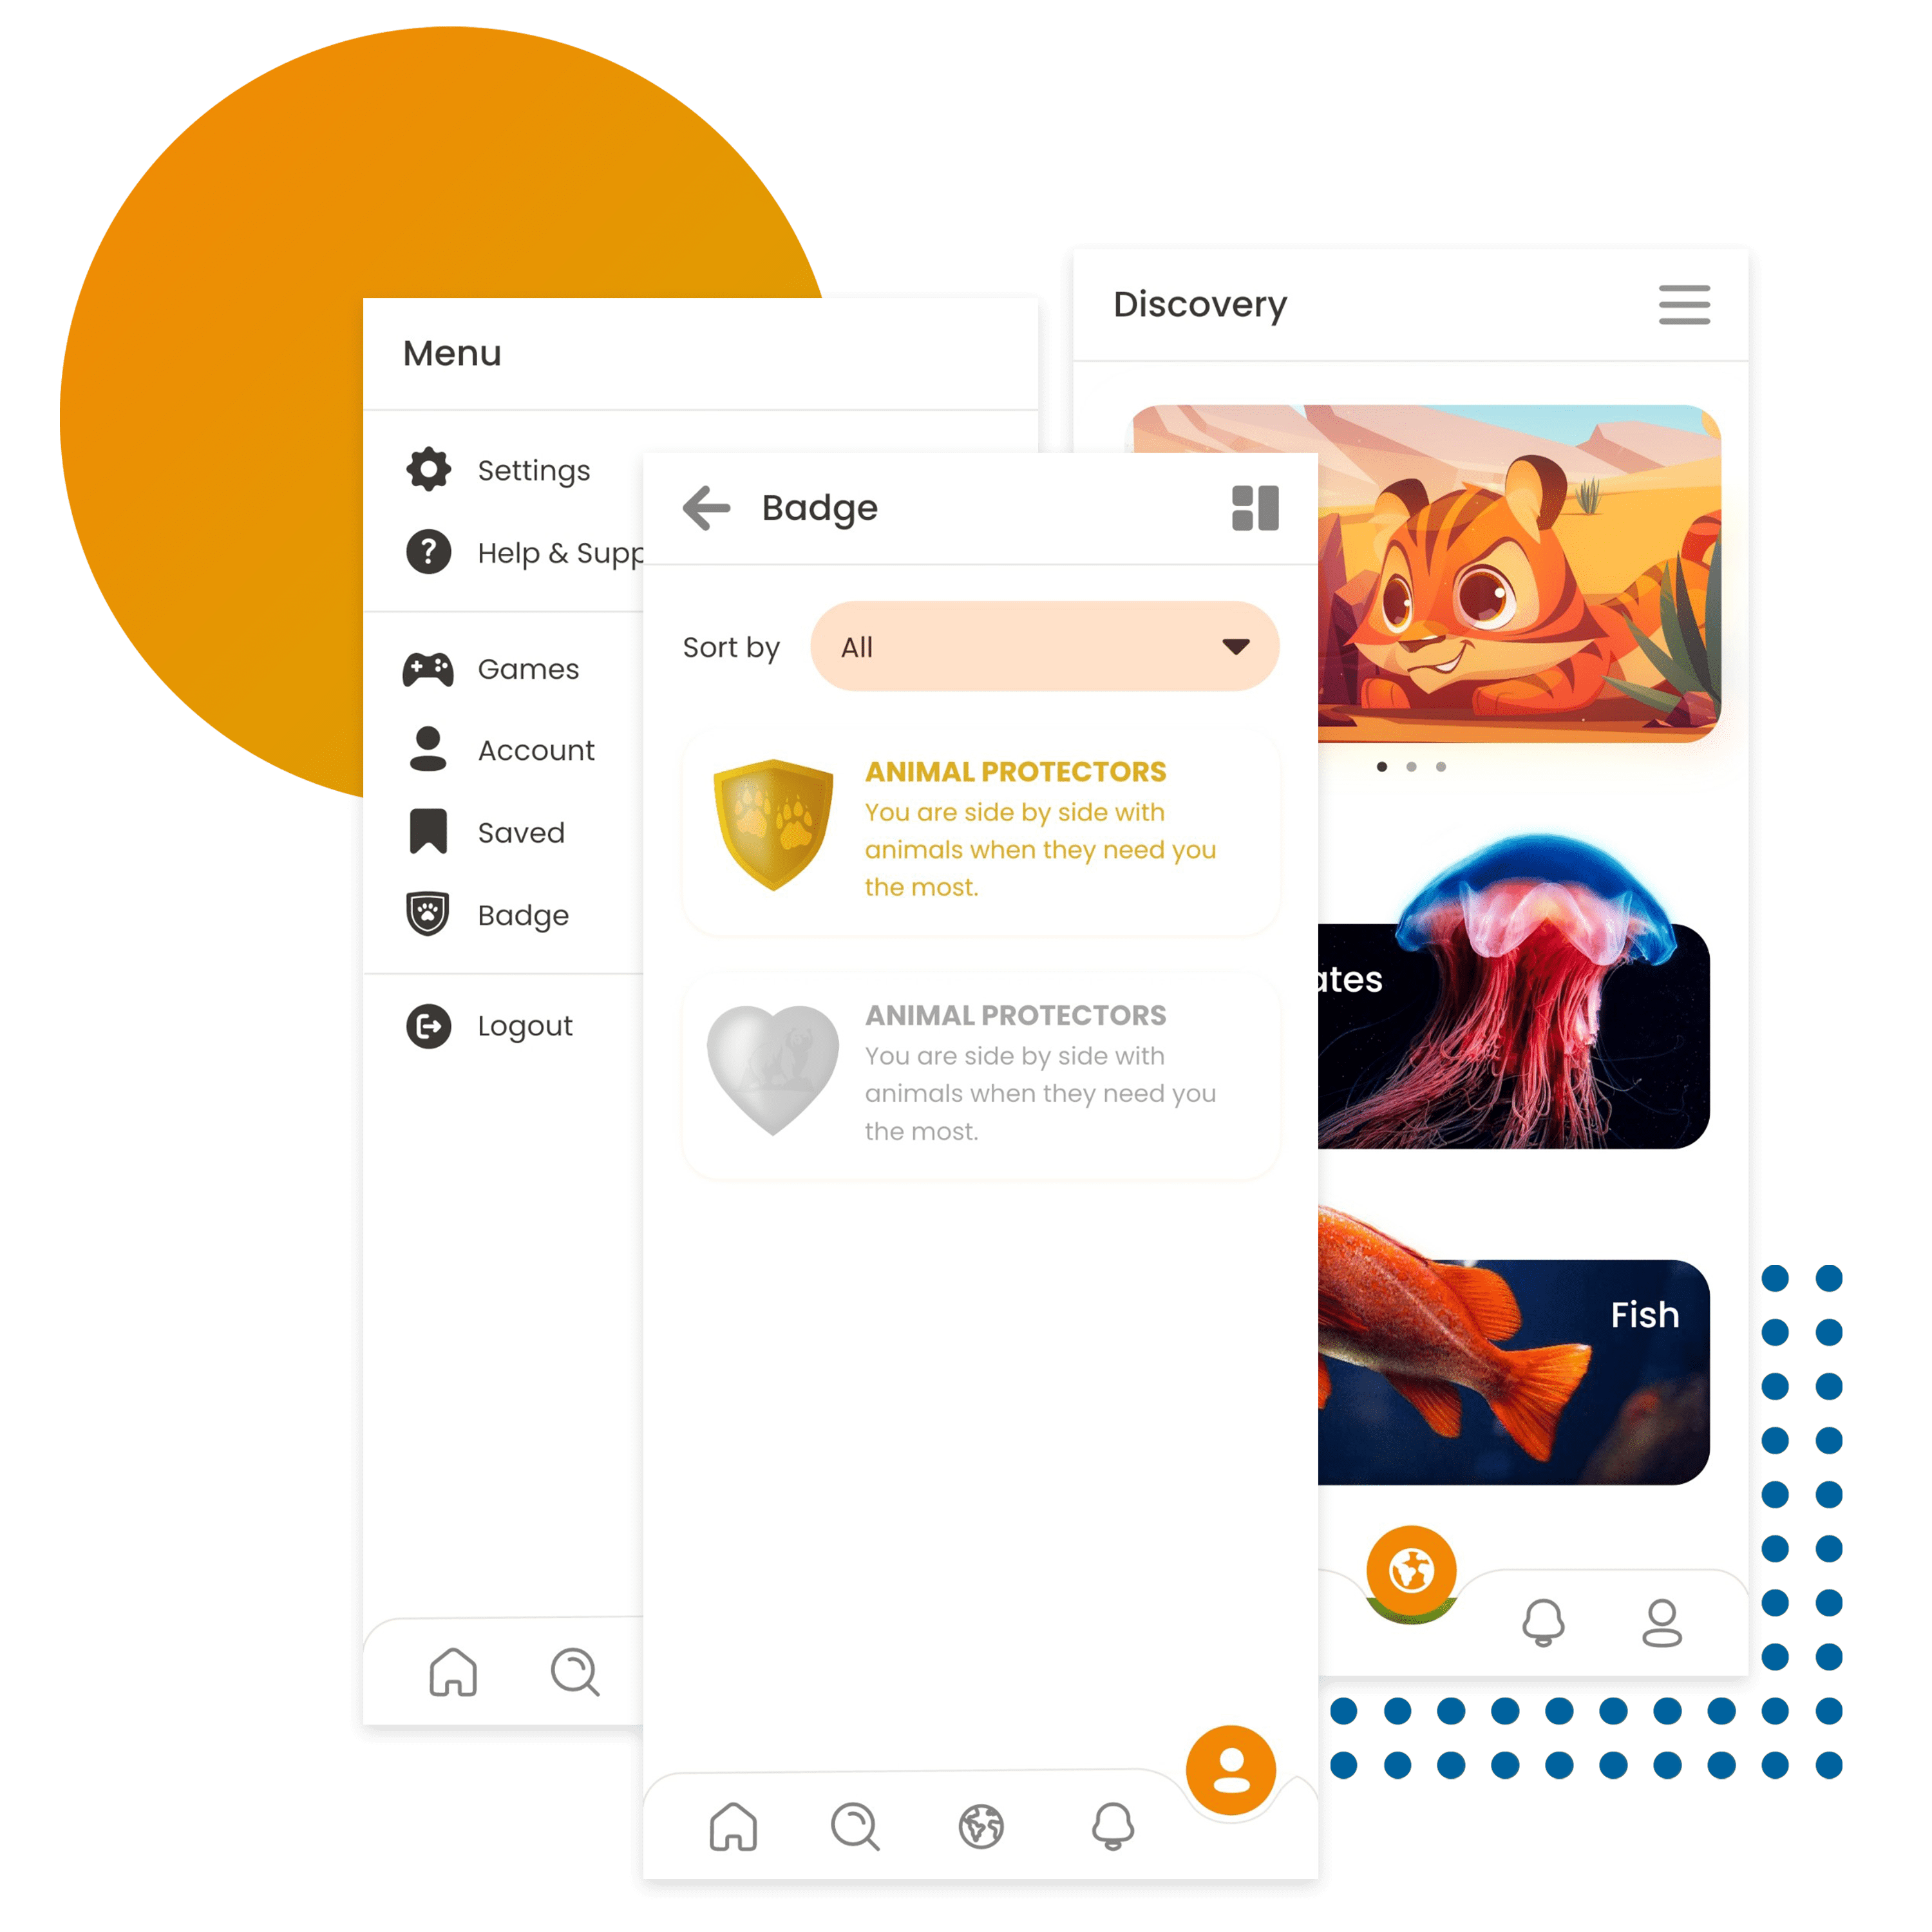 Menu
Settings
Help &
Games
Account
Saved
Badge
Logout
Badge
Sort by
All
ANIMAL PROTECTORS
You are side by side with
animals when they need you
the most.
ANIMAL PROTECTORS
You are side by side with
animals when they need you
the most.
Discovery
Fish